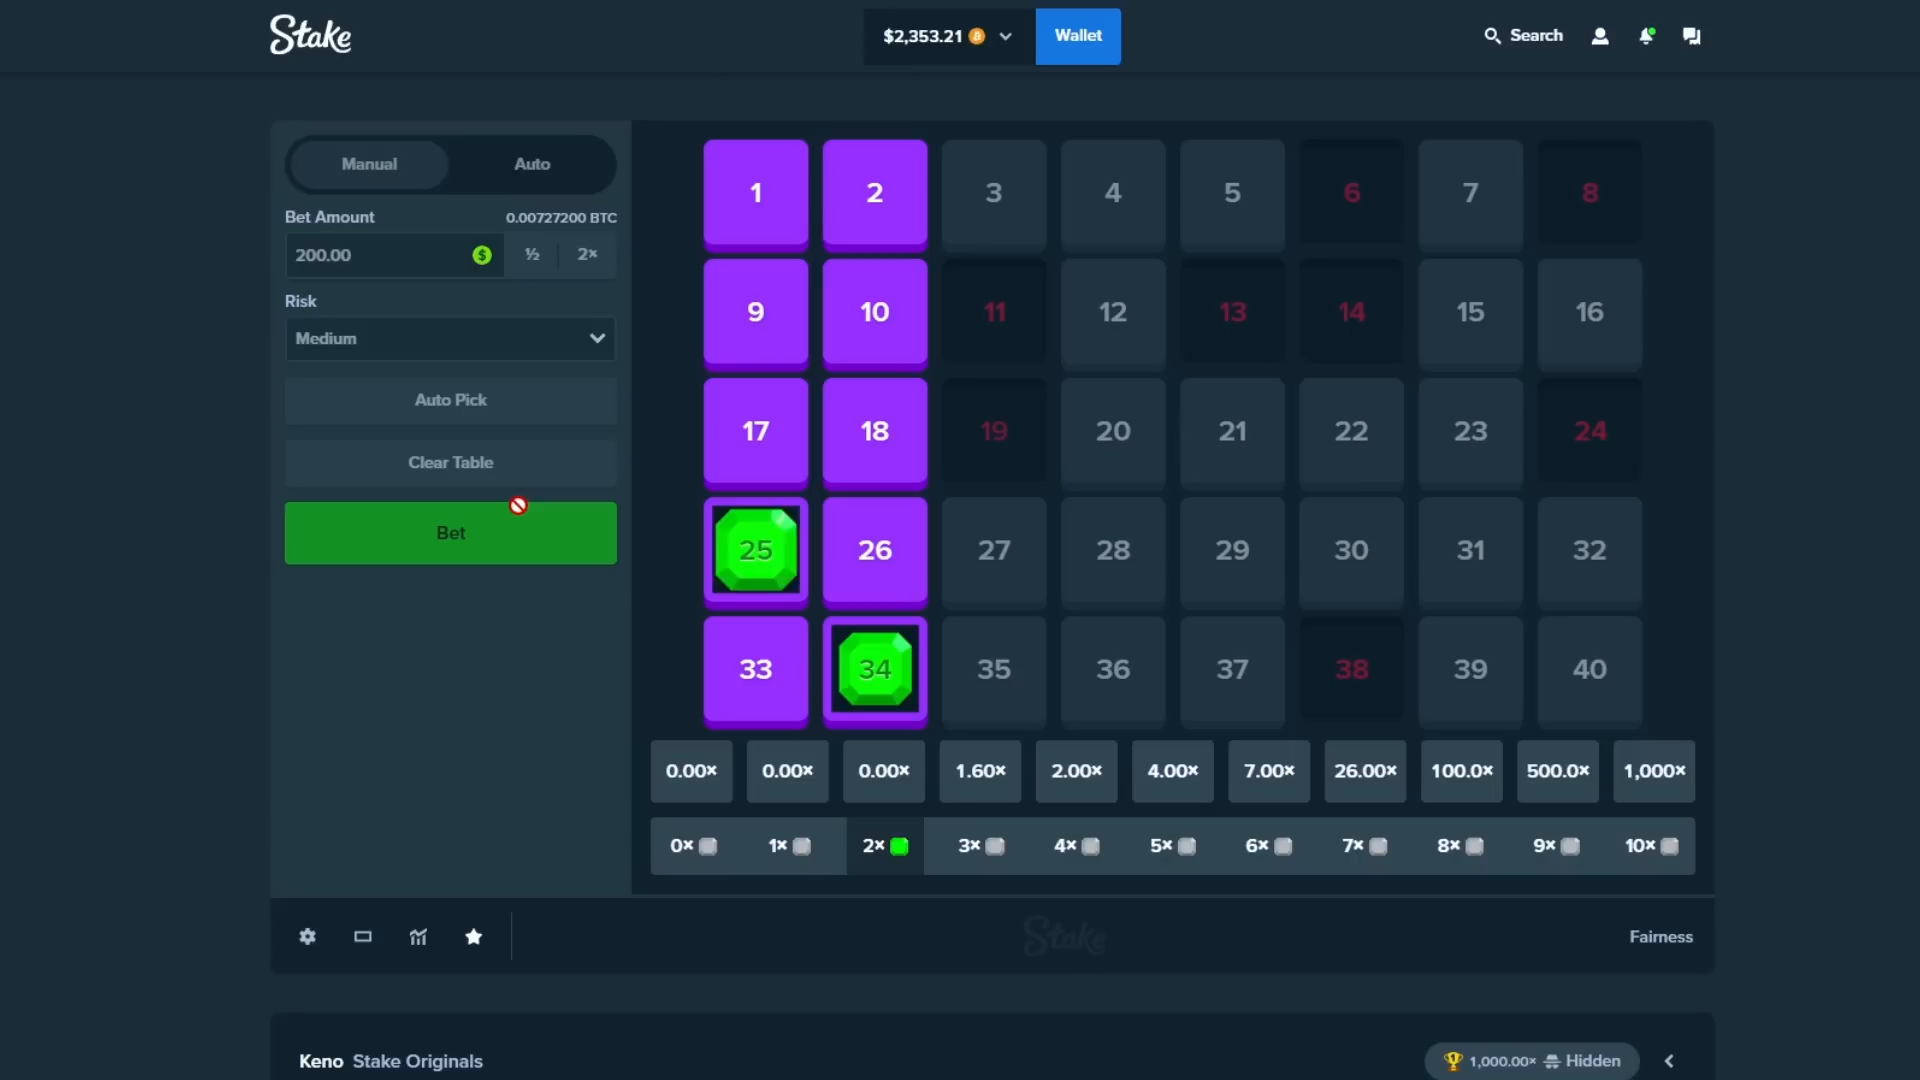 Stake
$2,353.21
Wallet
Search
Manual Auto
Bet Amount 0.00727200 BTC
200.00 $ ½ 2×
Risk
Medium
Auto Pick
Clear Table
Bet
1 2 3 4 5 6 7 8
9 10 11 12 13 14 15 16
17 18 19 20 21 22 23 24
25 26 27 28 29 30 31 32
33 34 35 36 37 38 39 40
0.00× 0.00× 0.00× 1.60× 2.00× 4.00× 7.00× 26.00× 100.0× 500.0× 1,000×
0× 1× 2× 3× 4× 5× 6× 7× 8× 9× 10×
Stake
Fairness
Keno Stake Originals
1,000.00× Hidden